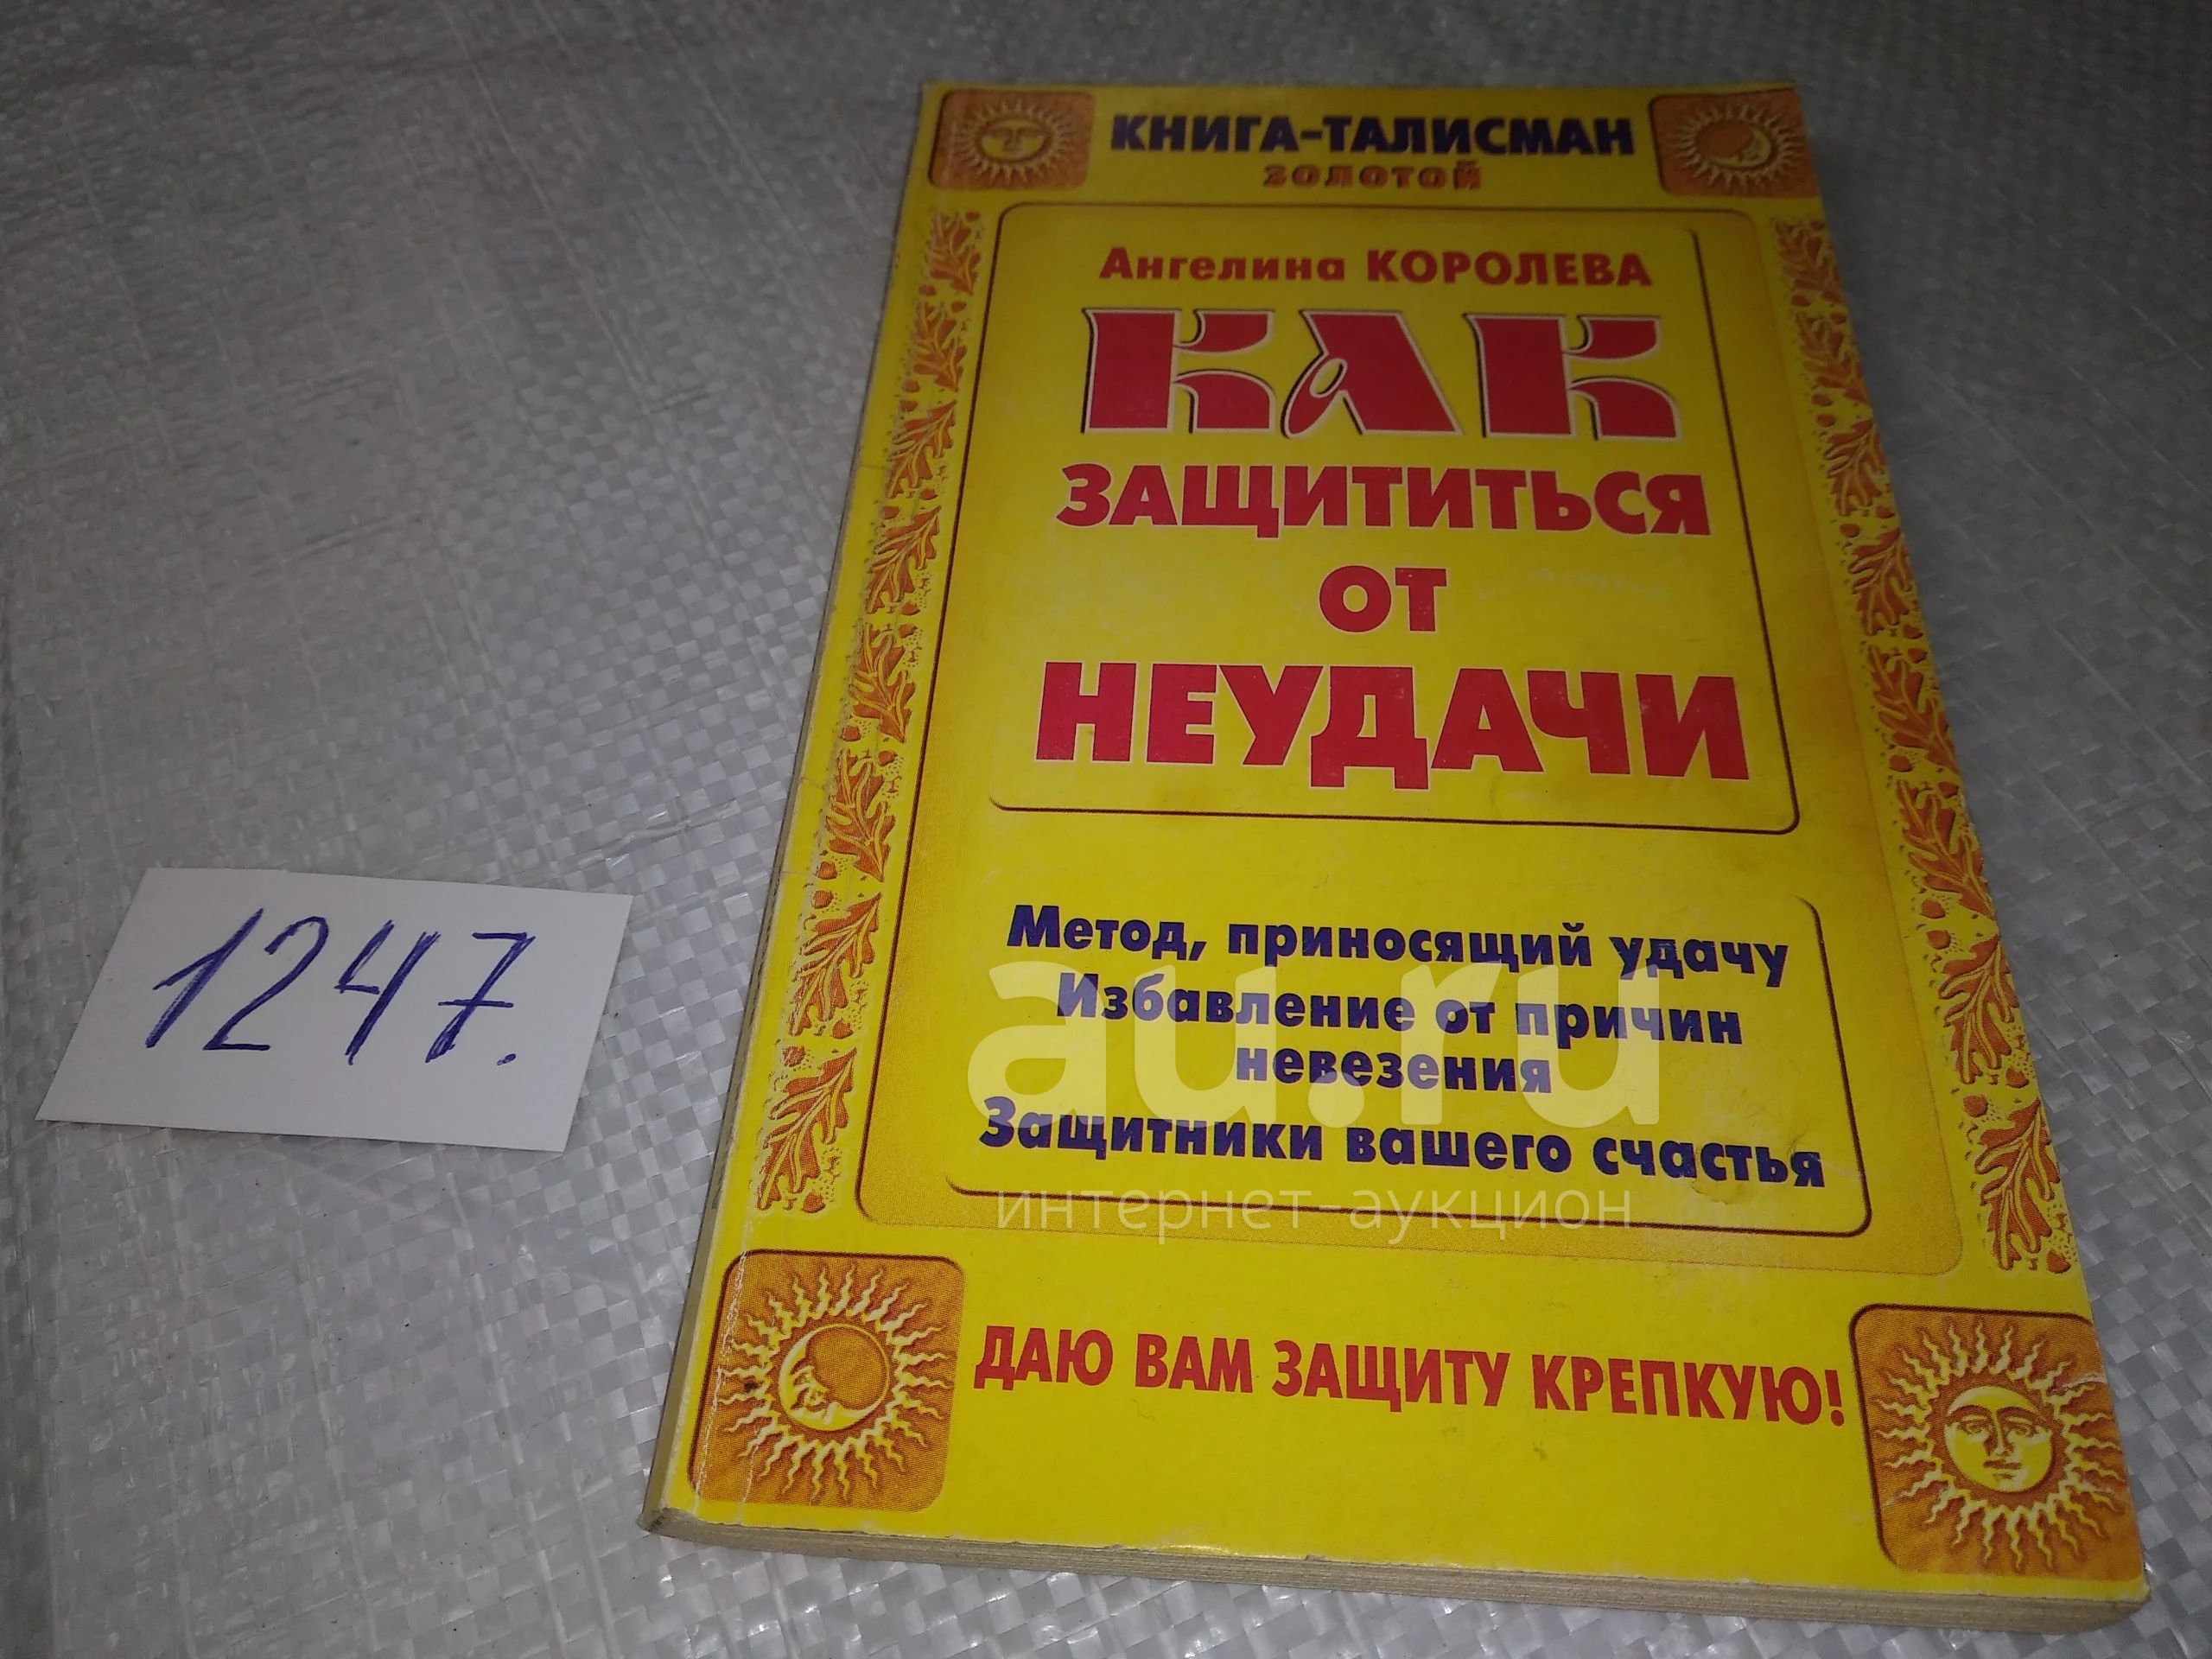 КНИГА-ТАЛИСМАН
ЗОЛОТОЙ
Ангелина КОРОЛЕВА
КАК
ЗАЩИТИТЬСЯ
ОТ
НЕУДАЧИ
Метод, приносящий удачу
Избавление от причин
невезения
Защитники вашего счастья
ДАЮ ВАМ ЗАЩИТУ КРЕПКУЮ!
1247.
au.ru
интернет-аукцион